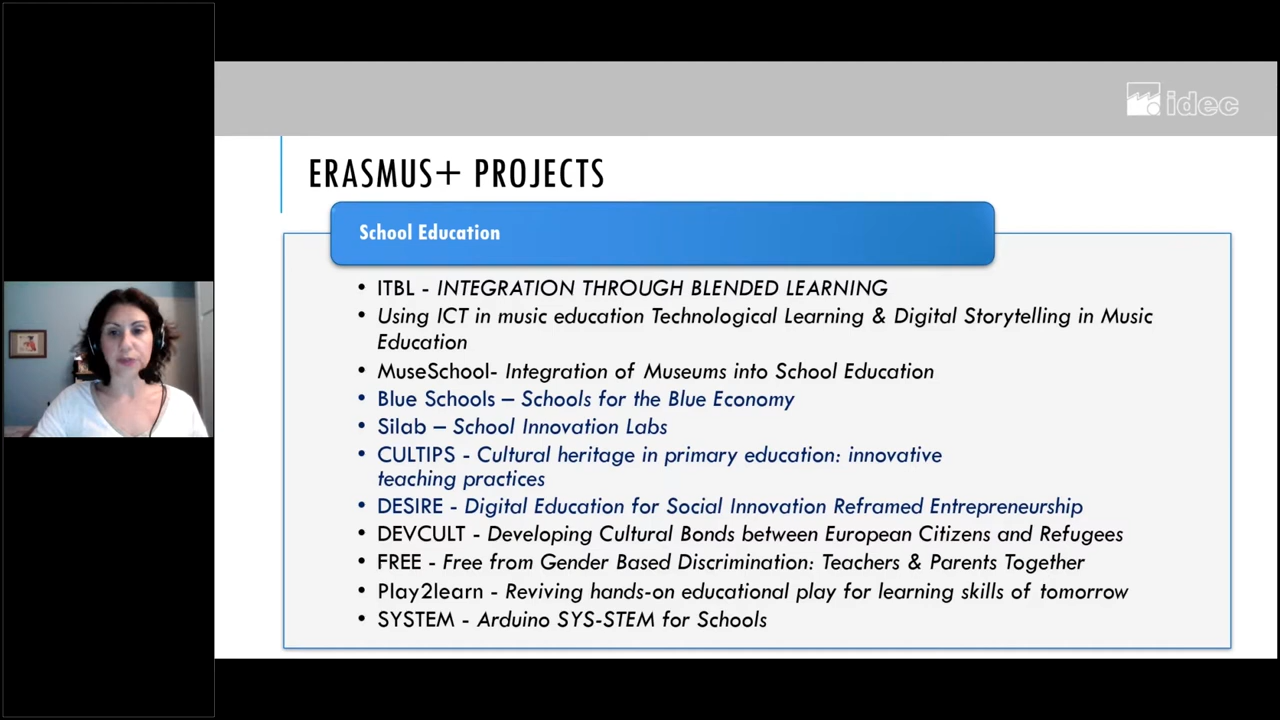 idec
ERASMUS+ PROJECTS
School Education
• ITBL - INTEGRATION THROUGH BLENDED LEARNING
• Using ICT in music education Technological Learning & Digital Storytelling in Music
Education
• MuseSchool- Integration of Museums into School Education
• Blue Schools – Schools for the Blue Economy
• Silab – School Innovation Labs
• CULTIPS - Cultural heritage in primary education: innovative
teaching practices
• DESIRE - Digital Education for Social Innovation Reframed Entrepreneurship
• DEVCULT - Developing Cultural Bonds between European Citizens and Refugees
• FREE - Free from Gender Based Discrimination: Teachers & Parents Together
• Play2learn - Reviving hands-on educational play for learning skills of tomorrow
• SYSTEM - Arduino SYS-STEM for Schools